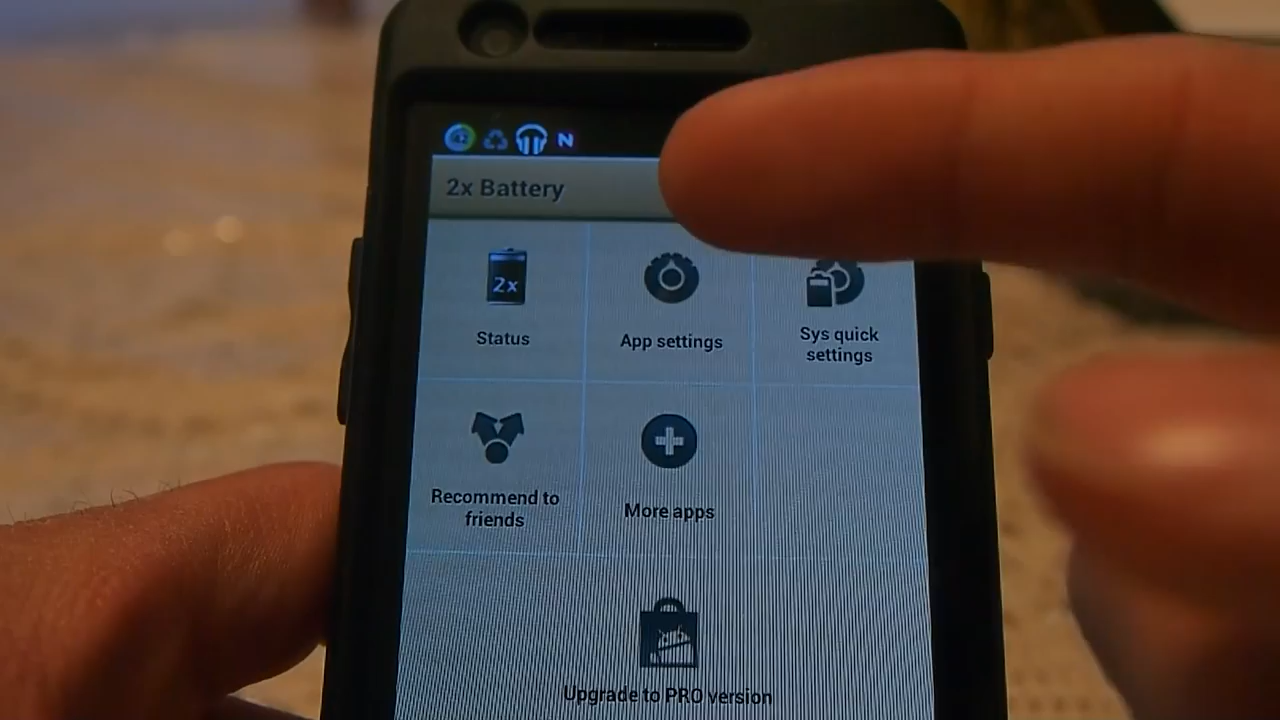 N
2x Battery
2x
Status
App settings
Sys quick
settings
Recommend to
friends
More apps
Upgrade to PRO version